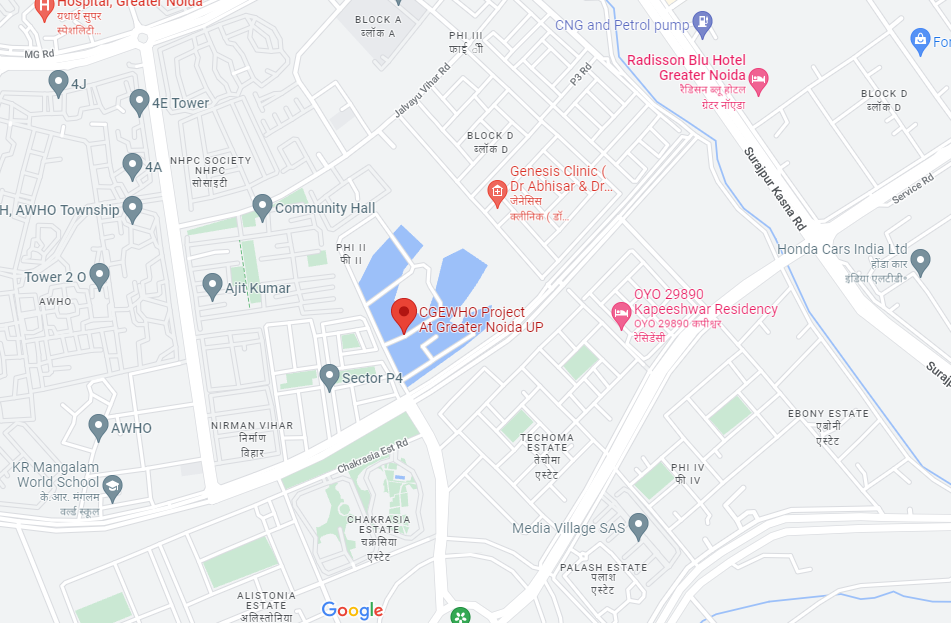 Hospital, Greater Noida
यथार्थ सुपर
स्पेशलिटी...
BLOCK A
ब्लॉक A
PHI III
फाई ीी
CNG and Petrol pump
For
MG Rd
Radisson Blu Hotel
Greater Noida
रैडिसन ब्लू होटल
ग्रेटर नॉएडा
P3 Rd
4J
4E Tower
Jalvayu Vihar Rd
BLOCK D
ब्लॉक D
BLOCK D
ब्लॉक D
4A
NHPC SOCIETY
NHPC
सोसाइटी
Genesis Clinic (
Dr Abhisar & Dr...
जेनेसिस
क्लीनिक ( डॉ...
Surajpur Kasna Rd
Service Rd
H, AWHO Township
Community Hall
PHI II
फी II
Honda Cars India Ltd
होंडा कार
इंडिया एलटीडी॰
Tower 2 O
AWHO
Ajit Kumar
OYO 29890
Kapeeshwar Residency
OYO 29890 कपीश्वर
रेसिडेंसी
CGEWHO Project
At Greater Noida UP
Sector P4
Surajp
AWHO
NIRMAN VIHAR
निर्माण
विहार
EBONY ESTATE
एबोनी
एस्टेट
TECHOMA
ESTATE
तेचोमा
एस्टेट
Chakrasia Est Rd
KR Mangalam
World School
के.आर. मंगलम
वर्ल्ड स्कूल
PHI IV
फी IV
CHAKRASIA
ESTATE
चक्रसिया
एस्टेट
Media Village SAS
PALASH ESTATE
पलाश
एस्टेट
ALISTONIA
ESTATE
अलिस्तोनिया
Google